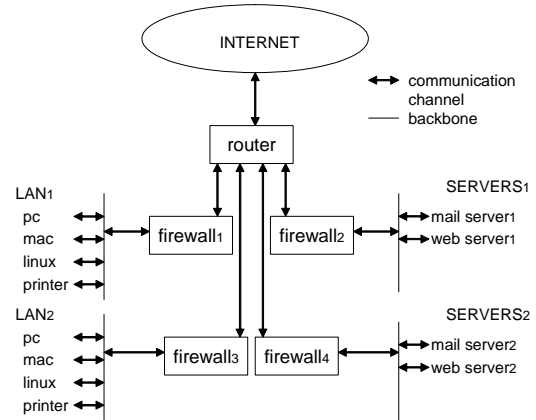 INTERNET
communication
channel
backbone
router
LAN1
pc
mac
linux
printer
firewall1
firewall2
SERVERS1
mail server1
web server1
LAN2
pc
mac
linux
printer
firewall3
firewall4
SERVERS2
mail server2
web server2